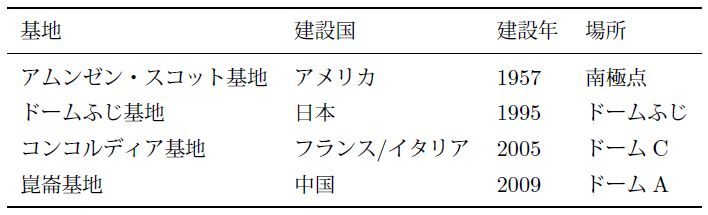 基地 建設国 建設年 場所
アムンゼン・スコット基地 アメリカ 1957 南極点
ドームふじ基地 日本 1995 ドームふじ
コンコルディア基地 フランス/イタリア 2005 ドーム C
崑崙基地 中国 2009 ドーム A